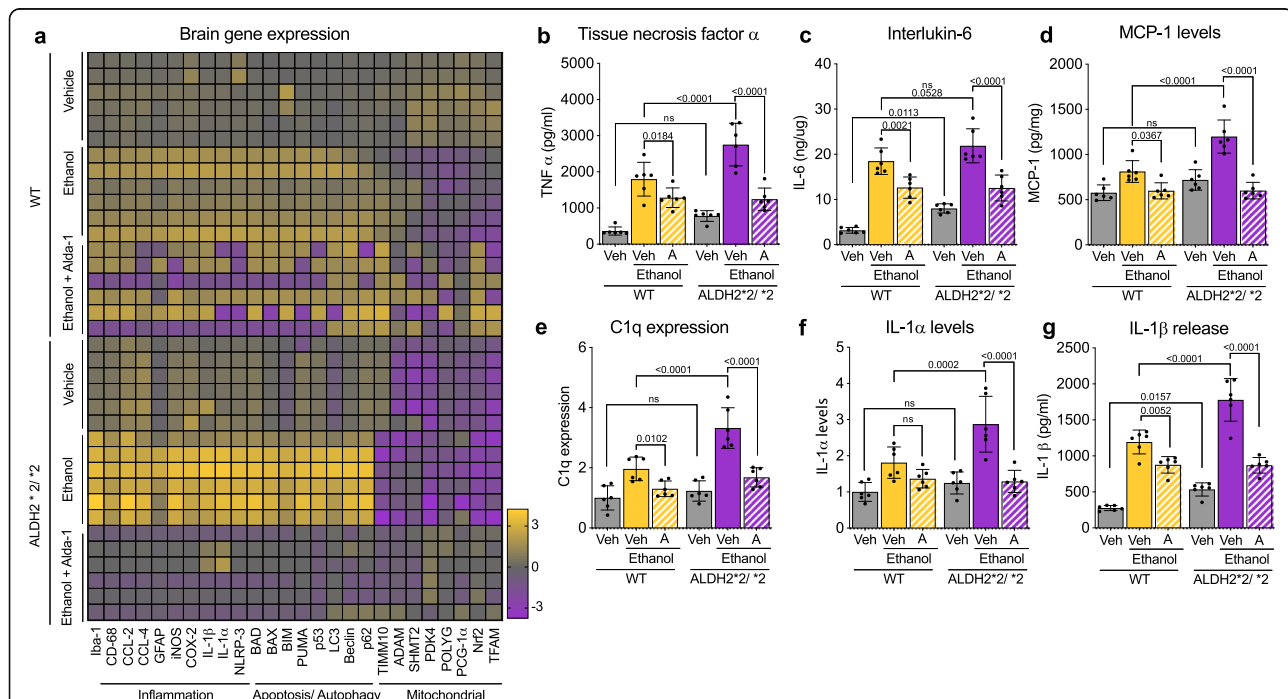 a Brain gene expression
WT
Vehicle
Ethanol
Ethanol + Alda-1
ALDH2 * 2/ *2
Vehicle
Ethanol
Ethanol + Alda-1
3
0
-3
Iba-1 CD-68 CCL-2 CCL-4 GFAP iNOS COX-2 IL-1β IL-1α NLRP-3 BAD BAX BIM PUMA p53 LC3 Beclin p62 TIMM10 ADAM SHMT2 PDK4 POLYG PCG-1α Nrf2 TFAM
Inflammation Apoptosis/ Autophagy Mitochondrial
b Tissue necrosis factor α
TNF α (pg/ml)
5000
4000
3000
2000
1000
0
<0.0001
<0.0001
ns
0.0184
Veh Veh A Veh Veh A
Ethanol Ethanol
WT ALDH2*2/ *2
c Interlukin-6
IL-6 (ng/ug)
40
30
20
10
0
<0.0001
0.0528
0.0113
0.0021
Veh Veh A Veh Veh A
Ethanol Ethanol
WT ALDH2*2/ *2
d MCP-1 levels
MCP-1 (pg/mg)
2000
1500
1000
500
0
<0.0001
<0.0001
ns
0.0367
Veh Veh A Veh Veh A
Ethanol Ethanol
WT ALDH2*2/ *2
e C1q expression
C1q expression
6
4
2
0
<0.0001
<0.0001
ns
0.0102
Veh Veh A Veh Veh A
Ethanol Ethanol
WT ALDH2*2/ *2
f IL-1α levels
IL-1α levels
5
4
3
2
1
0
<0.0001
0.0002
ns
ns
Veh Veh A Veh Veh A
Ethanol Ethanol
WT ALDH2*2/ *2
g IL-1β release
IL-1 β (pg/ml)
2500
2000
1500
1000
500
0
<0.0001
<0.0001
0.0157
0.0052
Veh Veh A Veh Veh A
Ethanol Ethanol
WT ALDH2*2/ *2